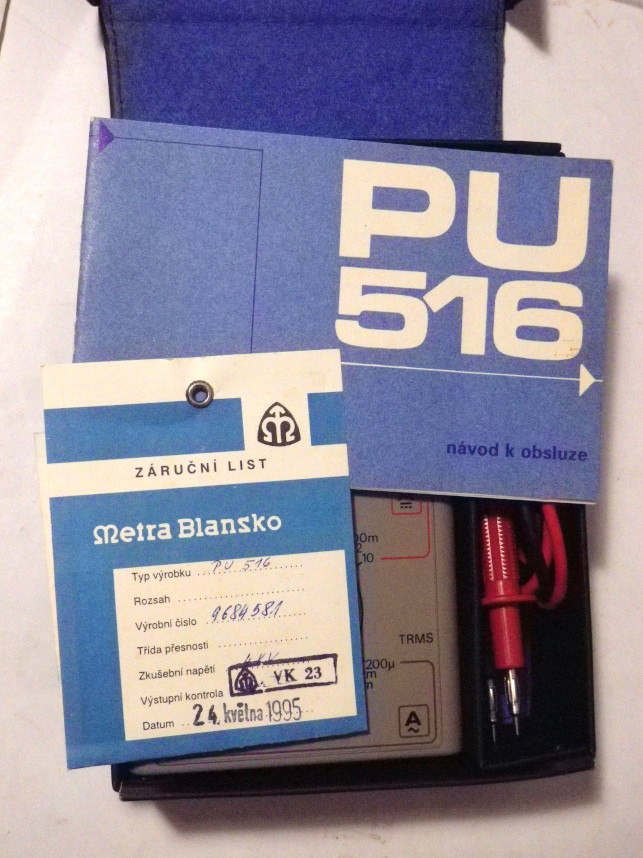 PU
516
návod k obsluze
ZÁRUČNÍ LIST
Metra Blansko
Typ výrobku PU 516
Rozsah
Výrobní číslo 9684581
Třída přesnosti
Zkušební napětí
Výstupní kontrola VK 23
Datum 24. května 1995
10
TRMS
200µ
A